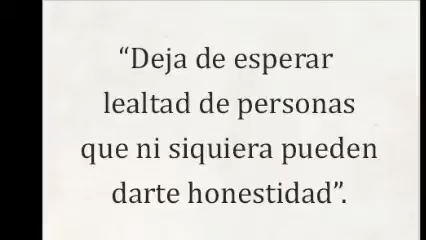 “Deja de esperar
lealtad de personas
que ni siquiera pueden
darte honestidad”.